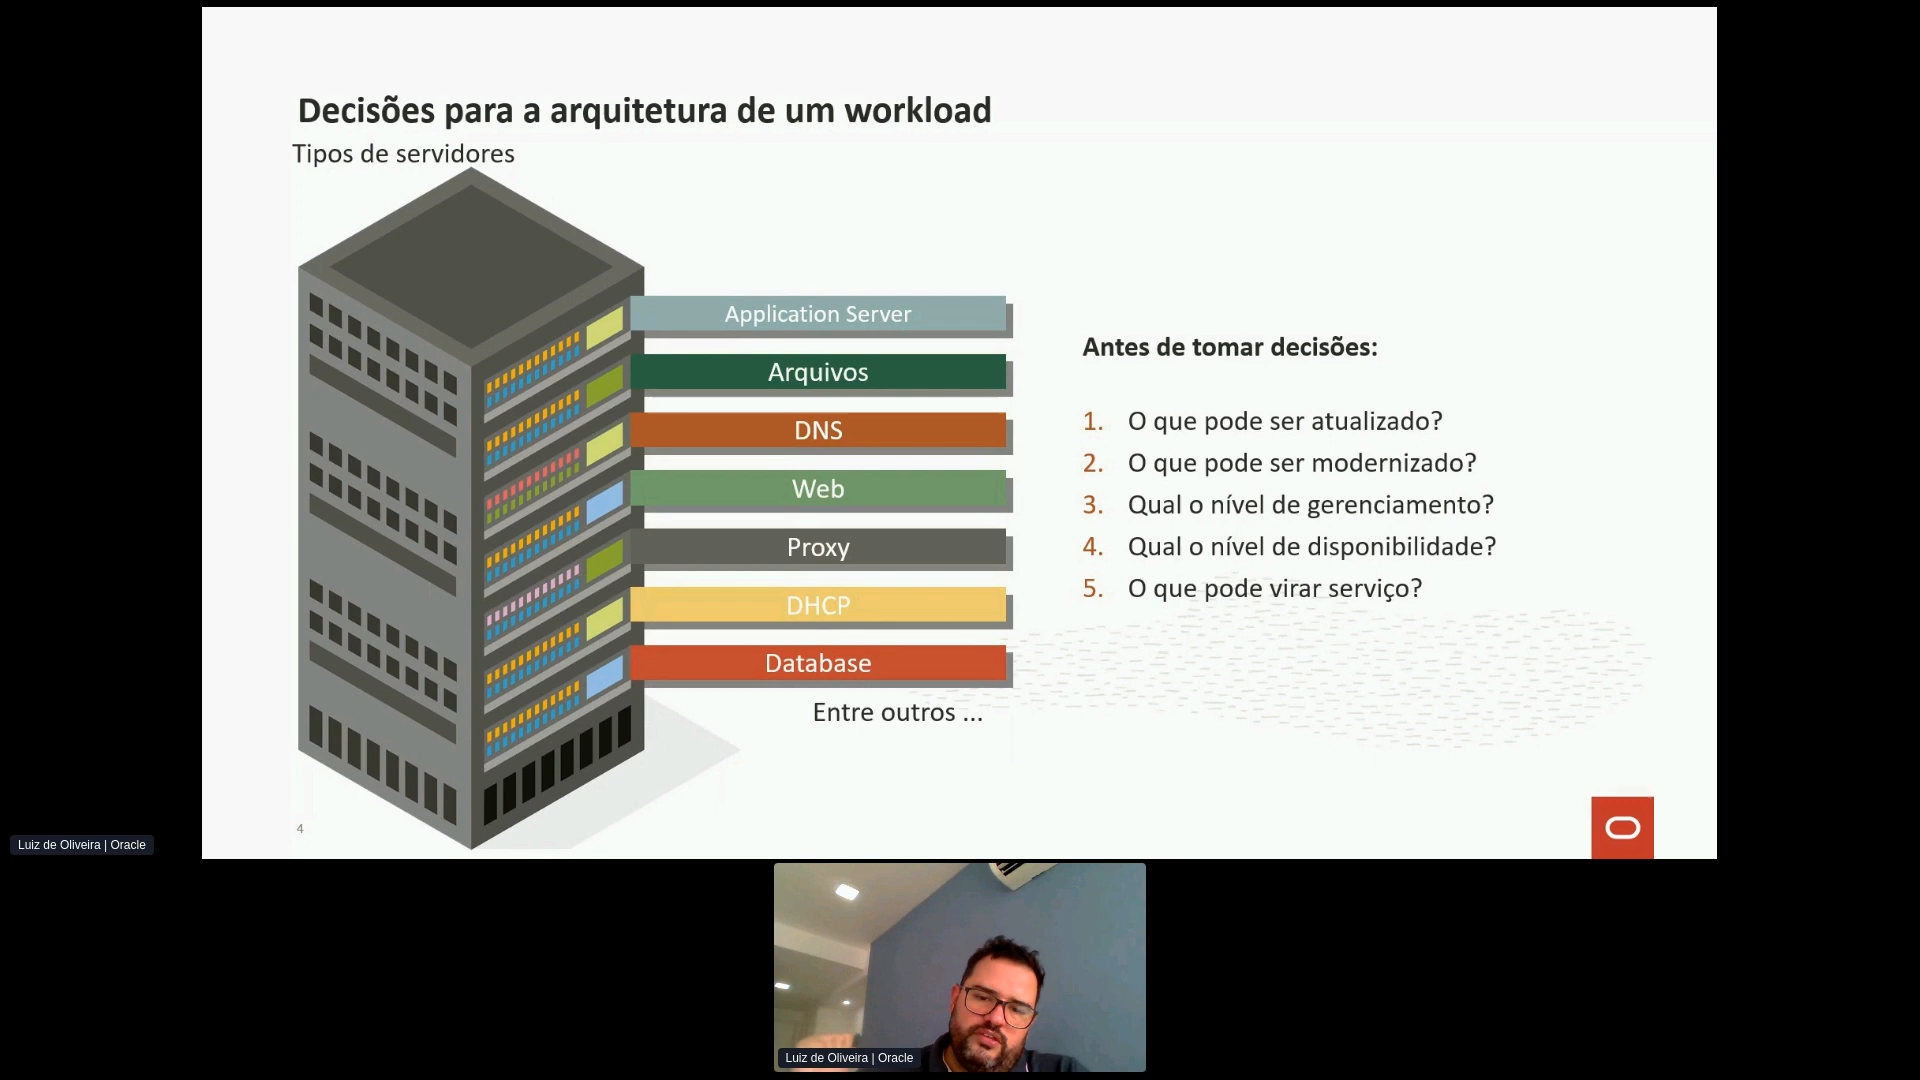 Decisões para a arquitetura de um workload
Tipos de servidores
Application Server
Arquivos
DNS
Web
Proxy
DHCP
Database
Entre outros ...
Antes de tomar decisões:
1. O que pode ser atualizado?
2. O que pode ser modernizado?
3. Qual o nível de gerenciamento?
4. Qual o nível de disponibilidade?
5. O que pode virar serviço?
4
Luiz de Oliveira | Oracle
Luiz de Oliveira | Oracle